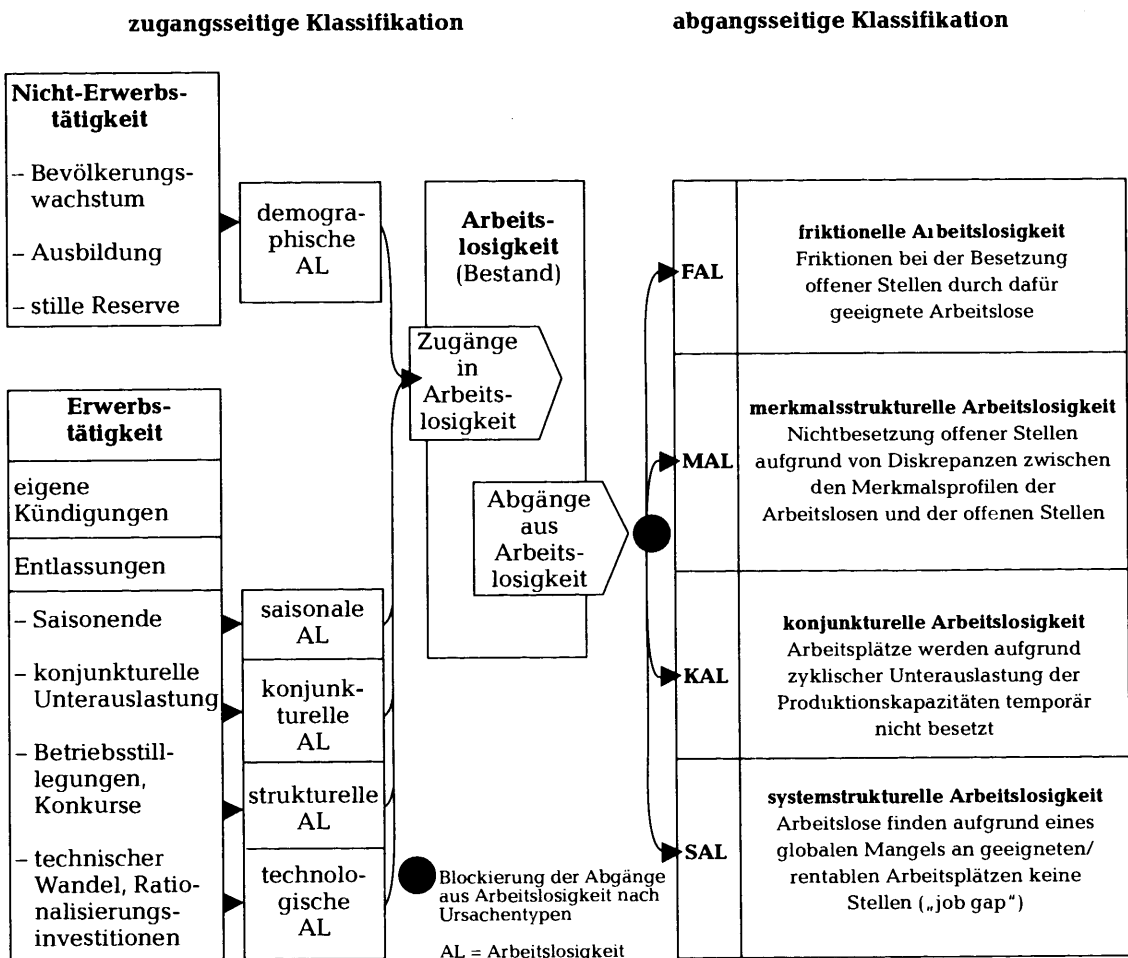 zugangsseitige Klassifikation
abgangsseitige Klassifikation
Nicht-Erwerbs-
tätigkeit
– Bevölkerungs-
wachstum
– Ausbildung
– stille Reserve
demogra-
phische
AL
Erwerbs-
tätigkeit
eigene
Kündigungen
Entlassungen
– Saisonende
– konjunkturelle
Unterauslastung
– Betriebsstill-
legungen,
Konkurse
– technischer
Wandel, Ratio-
nalisierungs-
investitionen
saisonale
AL
konjunk-
turelle
AL
strukturelle
AL
technolo-
gische
AL
Arbeits-
losigkeit
(Bestand)
Zugänge
in
Arbeits-
losigkeit
Abgänge
aus
Arbeits-
losigkeit
Blockierung der Abgänge
aus Arbeitslosigkeit nach
Ursachentypen
AL = Arbeitslosigkeit
FAL
friktionelle Arbeitslosigkeit
Friktionen bei der Besetzung
offener Stellen durch dafür
geeignete Arbeitslose
MAL
merkmalsstrukturelle Arbeitslosigkeit
Nichtbesetzung offener Stellen
aufgrund von Diskrepanzen zwischen
den Merkmalsprofilen der
Arbeitslosen und der offenen Stellen
KAL
konjunkturelle Arbeitslosigkeit
Arbeitsplätze werden aufgrund
zyklischer Unterauslastung der
Produktionskapazitäten temporär
nicht besetzt
SAL
systemstrukturelle Arbeitslosigkeit
Arbeitslose finden aufgrund eines
globalen Mangels an geeigneten/
rentablen Arbeitsplätzen keine
Stellen („job gap“)